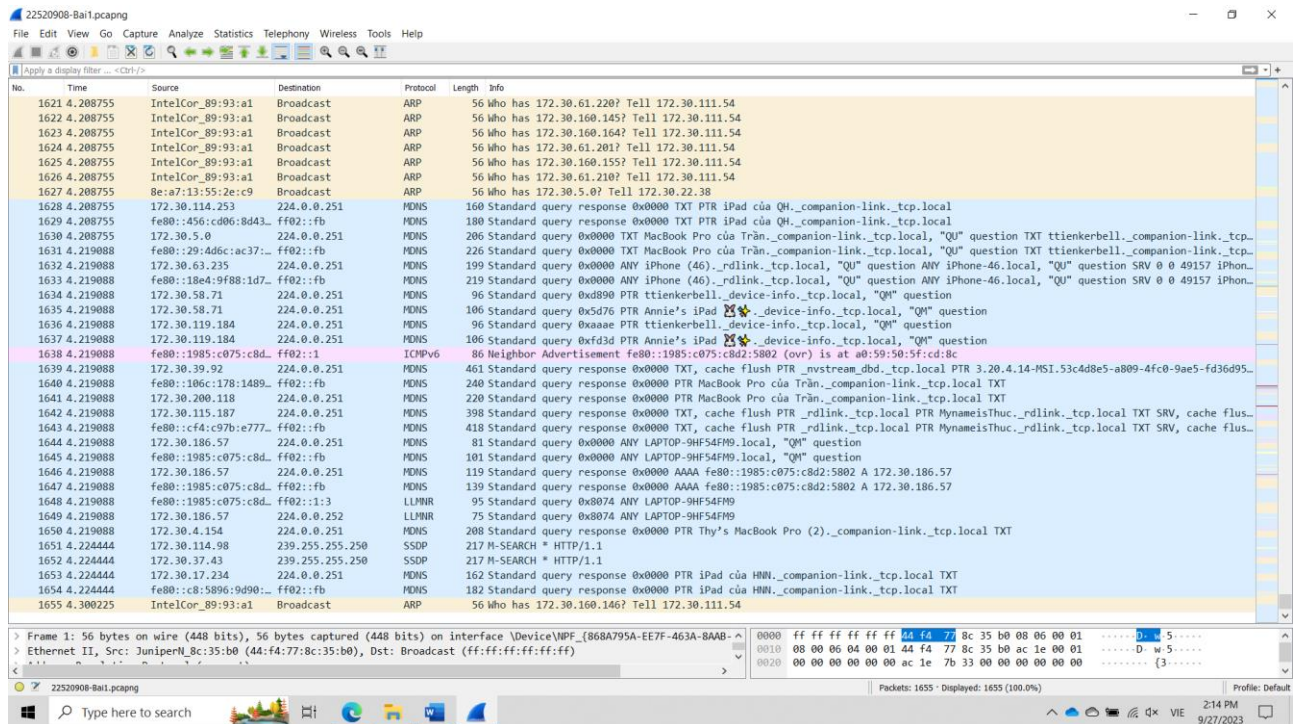 22520908-Bai1.pcapng
File Edit View Go Capture Analyze Statistics Telephony Wireless Tools Help
Apply a display filter ... <Ctrl-/>
No. Time Source Destination Protocol Length Info
1621 4.208755 IntelCor_89:93:a1 Broadcast ARP 56 Who has 172.30.61.220? Tell 172.30.111.54
1622 4.208755 IntelCor_89:93:a1 Broadcast ARP 56 Who has 172.30.160.145? Tell 172.30.111.54
1623 4.208755 IntelCor_89:93:a1 Broadcast ARP 56 Who has 172.30.160.164? Tell 172.30.111.54
1624 4.208755 IntelCor_89:93:a1 Broadcast ARP 56 Who has 172.30.61.201? Tell 172.30.111.54
1625 4.208755 IntelCor_89:93:a1 Broadcast ARP 56 Who has 172.30.160.155? Tell 172.30.111.54
1626 4.208755 IntelCor_89:93:a1 Broadcast ARP 56 Who has 172.30.61.210? Tell 172.30.111.54
1627 4.208755 8e:a7:13:55:2e:c9 Broadcast ARP 56 Who has 172.30.5.0? Tell 172.30.22.38
1628 4.208755 172.30.114.253 224.0.0.251 MDNS 160 Standard query response 0x0000 TXT PTR iPad của QH._companion-link._tcp.local
1629 4.208755 fe80::456:cd06:8d43… ff02::fb MDNS 180 Standard query response 0x0000 TXT PTR iPad của QH._companion-link._tcp.local
1630 4.208755 172.30.5.0 224.0.0.251 MDNS 206 Standard query 0x0000 TXT MacBook Pro của Trần._companion-link._tcp.local, "QU" question TXT ttienkerbell._companion-link._tcp…
1631 4.219088 fe80::29:4d6c:ac37:… ff02::fb MDNS 226 Standard query 0x0000 TXT MacBook Pro của Trần._companion-link._tcp.local, "QU" question TXT ttienkerbell._companion-link._tcp…
1632 4.219088 172.30.63.235 224.0.0.251 MDNS 199 Standard query 0x0000 ANY iPhone (46)._rdlink._tcp.local, "QU" question ANY iPhone-46.local, "QU" question SRV 0 0 49157 iPhon…
1633 4.219088 fe80::18e4:9f88:1d7… ff02::fb MDNS 219 Standard query 0x0000 ANY iPhone (46)._rdlink._tcp.local, "QU" question ANY iPhone-46.local, "QU" question SRV 0 0 49157 iPhon…
1634 4.219088 172.30.58.71 224.0.0.251 MDNS 96 Standard query 0xd890 PTR ttienkerbell._device-info._tcp.local, "QM" question
1635 4.219088 172.30.58.71 224.0.0.251 MDNS 106 Standard query 0x5d76 PTR Annie’s iPad 🐰✨._device-info._tcp.local, "QM" question
1636 4.219088 172.30.119.184 224.0.0.251 MDNS 96 Standard query 0xaaae PTR ttienkerbell._device-info._tcp.local, "QM" question
1637 4.219088 172.30.119.184 224.0.0.251 MDNS 106 Standard query 0xfd3d PTR Annie’s iPad 🐰✨._device-info._tcp.local, "QM" question
1638 4.219088 fe80::1985:c075:c8d… ff02::1 ICMPv6 86 Neighbor Advertisement fe80::1985:c075:c8d2:5802 (ovr) is at a0:59:50:5f:cd:8c
1639 4.219088 172.30.39.92 224.0.0.251 MDNS 461 Standard query response 0x0000 TXT, cache flush PTR _nvstream_dbd._tcp.local PTR 3.20.4.14-MSI.53c4d8e5-a809-4fc0-9ae5-fd36d95…
1640 4.219088 fe80::106c:178:1489… ff02::fb MDNS 240 Standard query response 0x0000 PTR MacBook Pro của Trần._companion-link._tcp.local TXT
1641 4.219088 172.30.200.118 224.0.0.251 MDNS 220 Standard query response 0x0000 PTR MacBook Pro của Trần._companion-link._tcp.local TXT
1642 4.219088 172.30.115.187 224.0.0.251 MDNS 398 Standard query response 0x0000 TXT, cache flush PTR _rdlink._tcp.local PTR MynameisThuc._rdlink._tcp.local TXT SRV, cache flus…
1643 4.219088 fe80::cf4:c97b:e777… ff02::fb MDNS 418 Standard query response 0x0000 TXT, cache flush PTR _rdlink._tcp.local PTR MynameisThuc._rdlink._tcp.local TXT SRV, cache flus…
1644 4.219088 172.30.186.57 224.0.0.251 MDNS 81 Standard query 0x0000 ANY LAPTOP-9HF54FM9.local, "QM" question
1645 4.219088 fe80::1985:c075:c8d… ff02::fb MDNS 101 Standard query 0x0000 ANY LAPTOP-9HF54FM9.local, "QM" question
1646 4.219088 172.30.186.57 224.0.0.251 MDNS 119 Standard query response 0x0000 AAAA fe80::1985:c075:c8d2:5802 A 172.30.186.57
1647 4.219088 fe80::1985:c075:c8d… ff02::fb MDNS 139 Standard query response 0x0000 AAAA fe80::1985:c075:c8d2:5802 A 172.30.186.57
1648 4.219088 fe80::1985:c075:c8d… ff02::1:3 LLMNR 95 Standard query 0x8074 ANY LAPTOP-9HF54FM9
1649 4.219088 172.30.186.57 224.0.0.252 LLMNR 75 Standard query 0x8074 ANY LAPTOP-9HF54FM9
1650 4.219088 172.30.4.154 224.0.0.251 MDNS 208 Standard query response 0x0000 PTR Thy’s MacBook Pro (2)._companion-link._tcp.local TXT
1651 4.224444 172.30.114.98 239.255.255.250 SSDP 217 M-SEARCH * HTTP/1.1
1652 4.224444 172.30.37.43 239.255.255.250 SSDP 217 M-SEARCH * HTTP/1.1
1653 4.224444 172.30.17.234 224.0.0.251 MDNS 162 Standard query response 0x0000 PTR iPad của HNN._companion-link._tcp.local TXT
1654 4.224444 fe80::c8:5896:9d90:… ff02::fb MDNS 182 Standard query response 0x0000 PTR iPad của HNN._companion-link._tcp.local TXT
1655 4.300225 IntelCor_89:93:a1 Broadcast ARP 56 Who has 172.30.160.146? Tell 172.30.111.54
> Frame 1: 56 bytes on wire (448 bits), 56 bytes captured (448 bits) on interface \Device\NPF_{868A795A-EE7F-463A-8AAB-
> Ethernet II, Src: JuniperN_8c:35:b0 (44:f4:77:8c:35:b0), Dst: Broadcast (ff:ff:ff:ff:ff:ff)
0000 ff ff ff ff ff ff 44 f4 77 8c 35 b0 08 06 00 01 ······D· w·5·····
0010 08 00 06 04 00 01 44 f4 77 8c 35 b0 ac 1e 00 01 ······D· w·5·····
0020 00 00 00 00 00 00 ac 1e 7b 33 00 00 00 00 00 00 ········ {3······
22520908-Bai1.pcapng
Packets: 1655 · Displayed: 1655 (100.0%)
Profile: Default
Type here to search
VIE
2:14 PM
9/27/2023